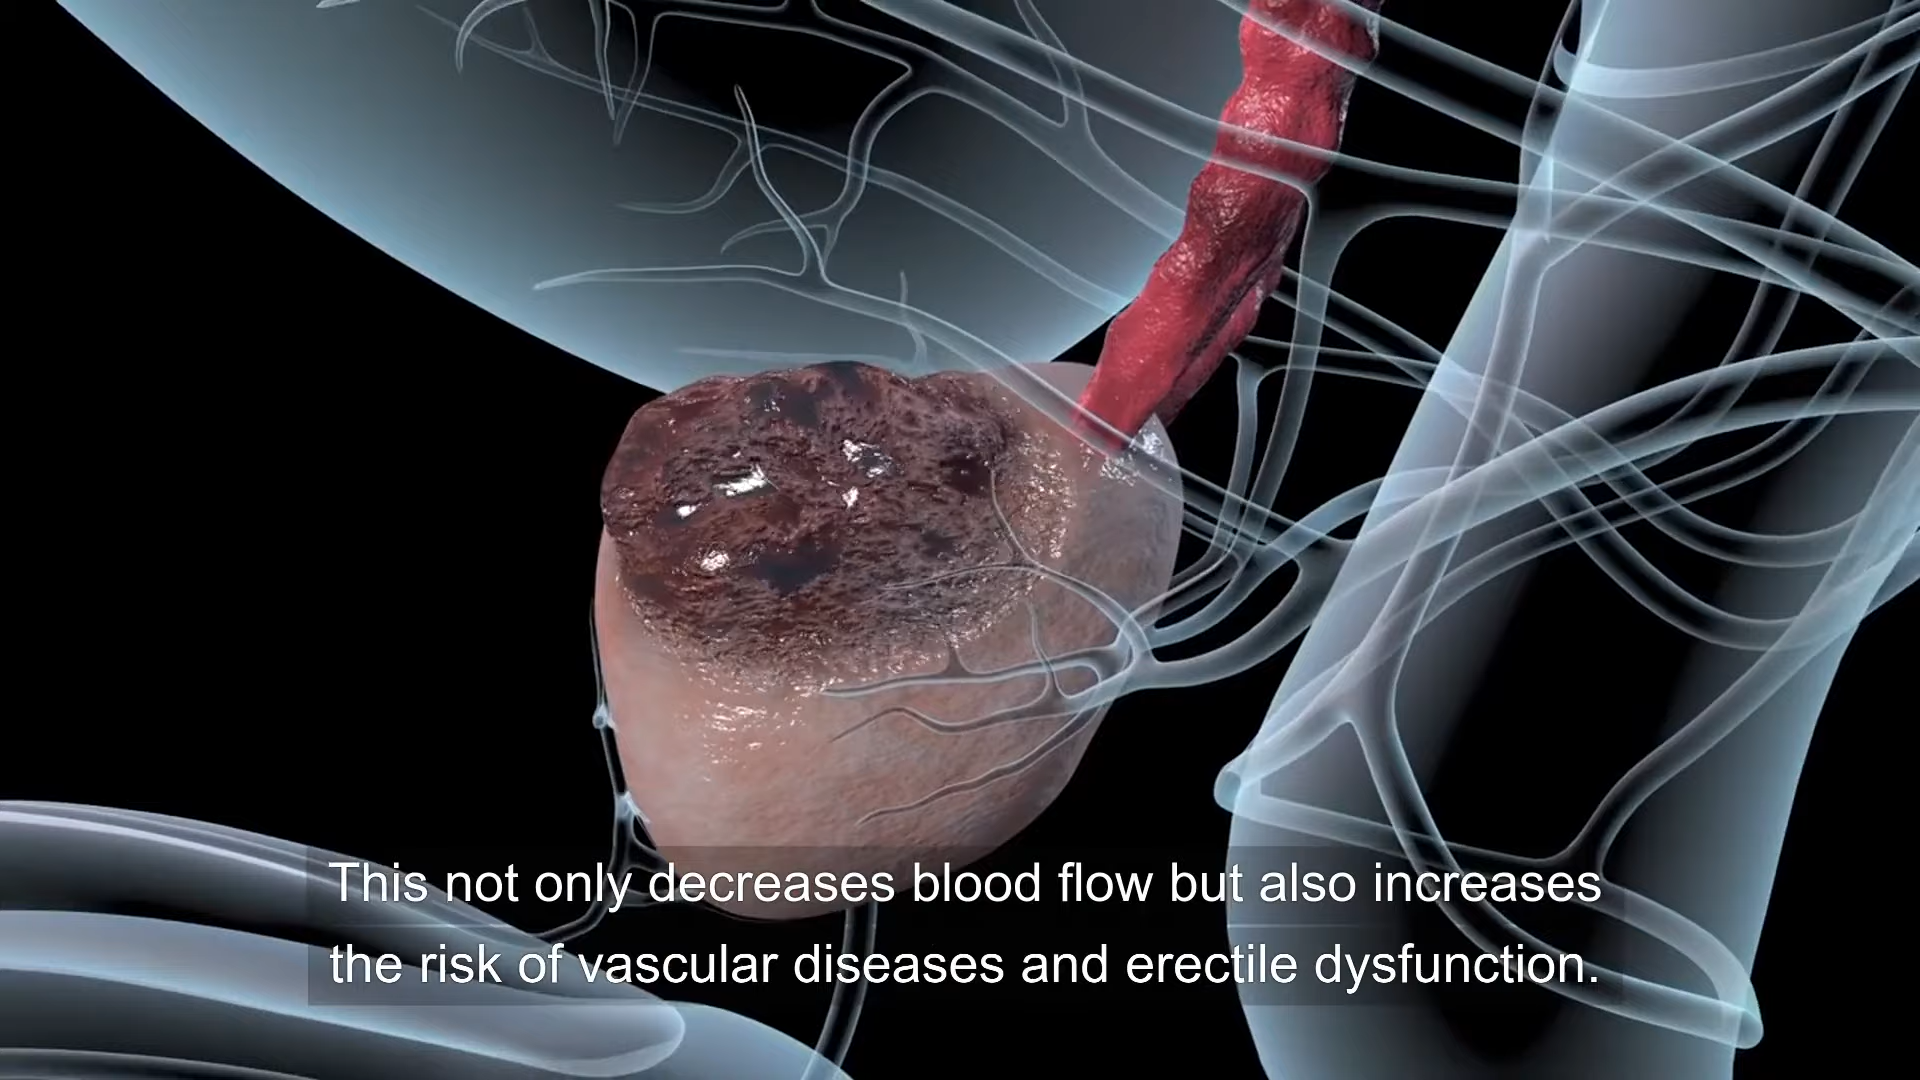 This not only decreases blood flow but also increases
the risk of vascular diseases and erectile dysfunction.